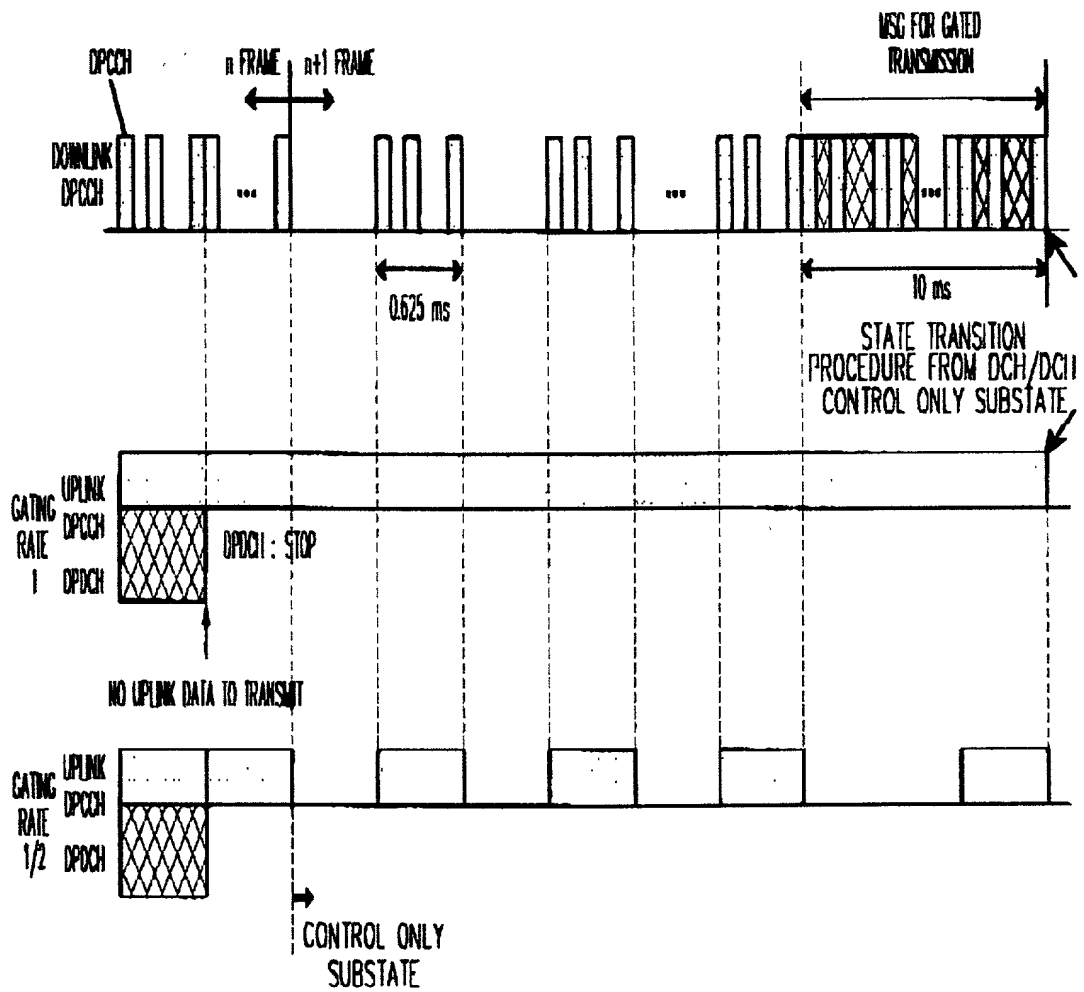 MSG FOR GATED
TRANSMISSION
DPCCH
n FRAME
n+1 FRAME
DOWNLINK
DPCCH
...
...
...
0.625 ms
10 ms
STATE TRANSITION
PROCEDURE FROM DCH/DCH
CONTROL ONLY SUBSTATE
GATING
RATE
1
UPLINK
DPCCH
DPDCH
DPDCH : STOP
NO UPLINK DATA TO TRANSMIT
GATING
RATE
1/2
UPLINK
DPCCH
DPDCH
CONTROL ONLY
SUBSTATE